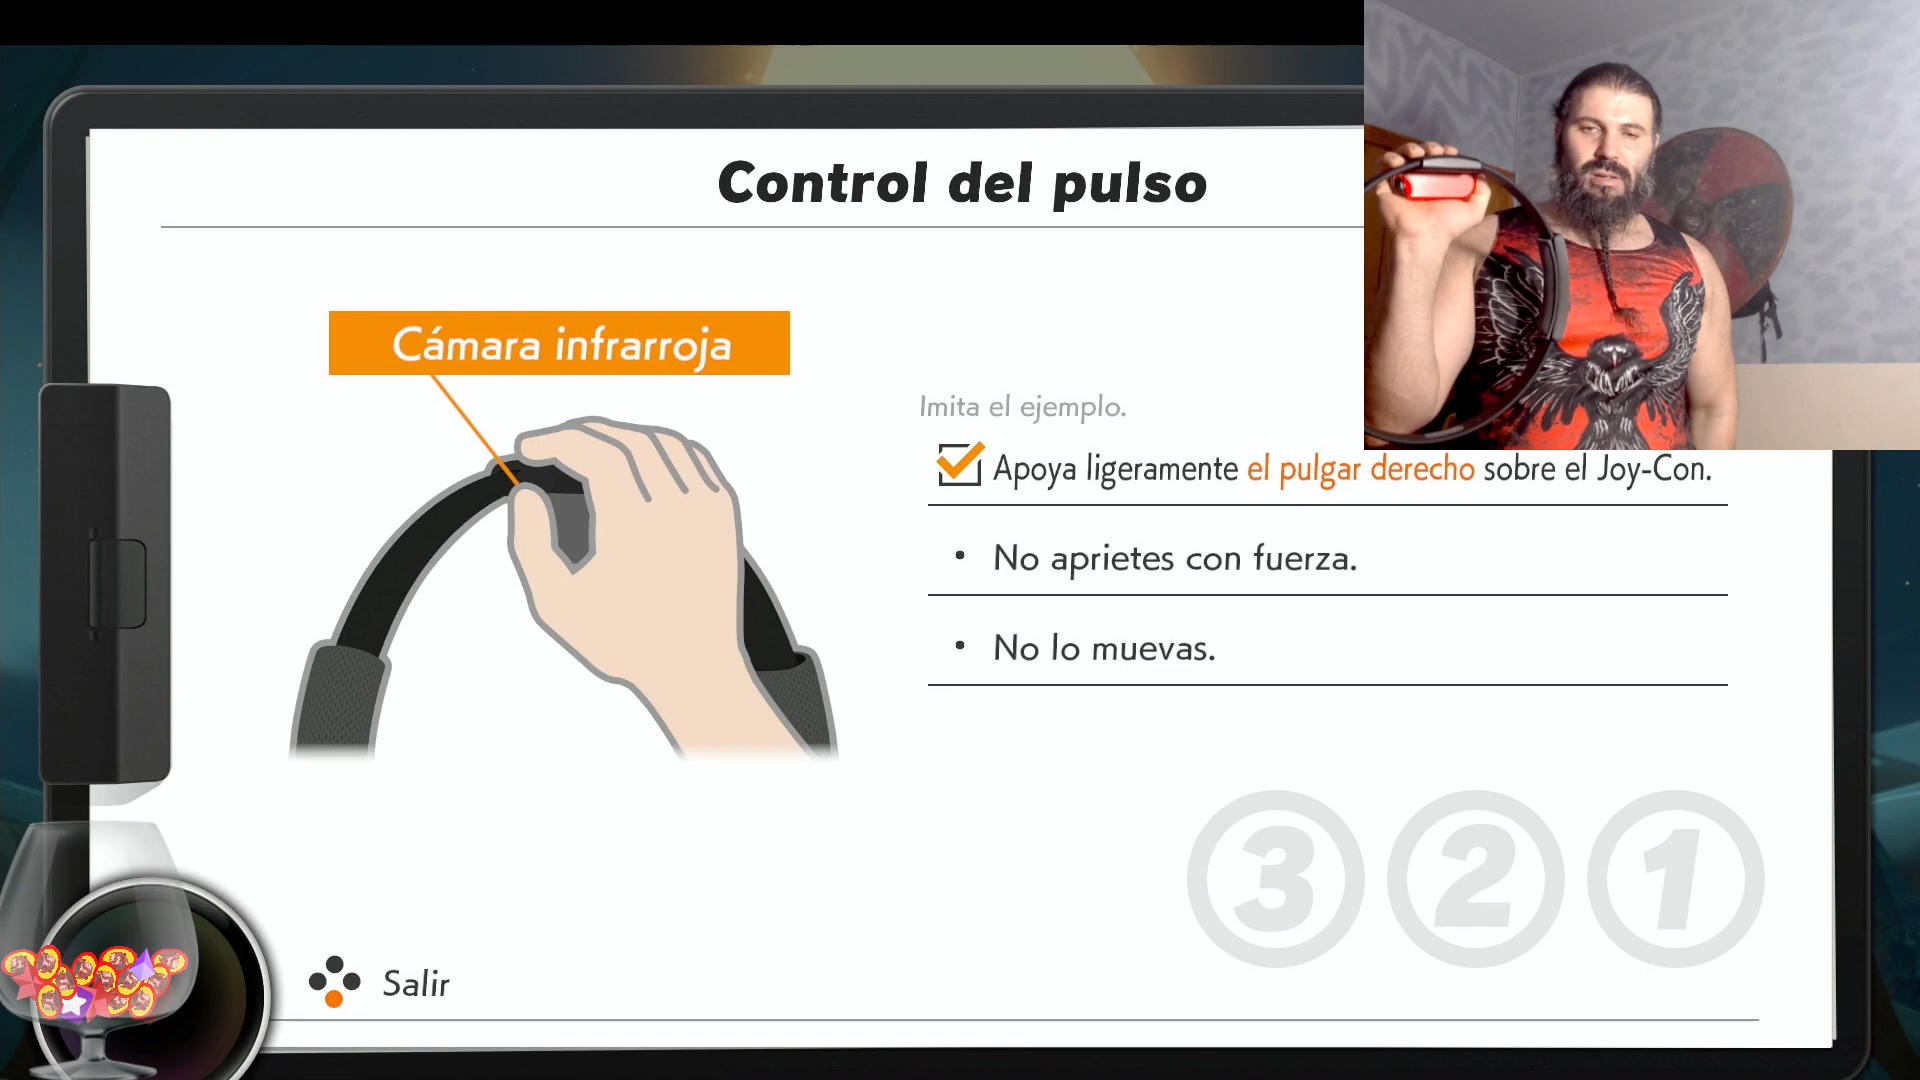 Control del pulso
Cámara infrarroja
Imita el ejemplo.
Apoya ligeramente el pulgar derecho sobre el Joy-Con.
• No aprietes con fuerza.
• No lo muevas.
3 2 1
Salir